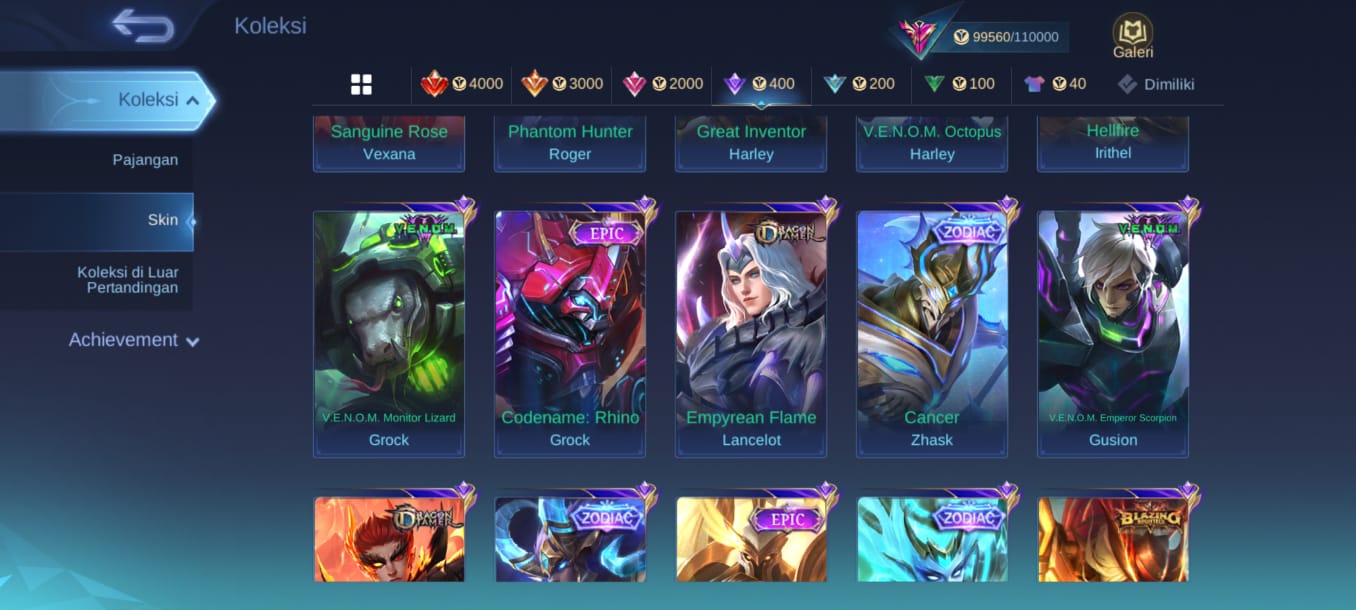 Koleksi
99560/110000
Galeri
Koleksi
Pajangan
Skin
Koleksi di Luar
Pertandingan
Achievement
4000 3000 2000 400 200 100 40 Dimiliki
Sanguine Rose Phantom Hunter Great Inventor V.E.N.O.M. Octopus Hellfire
Vexana Roger Harley Harley Irithel
V.E.N.O.M. EPIC DRAGON TAMER ZODIAC V.E.N.O.M.
V.E.N.O.M. Monitor Lizard Codename: Rhino Empyrean Flame Cancer V.E.N.O.M. Emperor Scorpion
Grock Grock Lancelot Zhask Gusion
DRAGON TAMER ZODIAC EPIC ZODIAC BLAZING